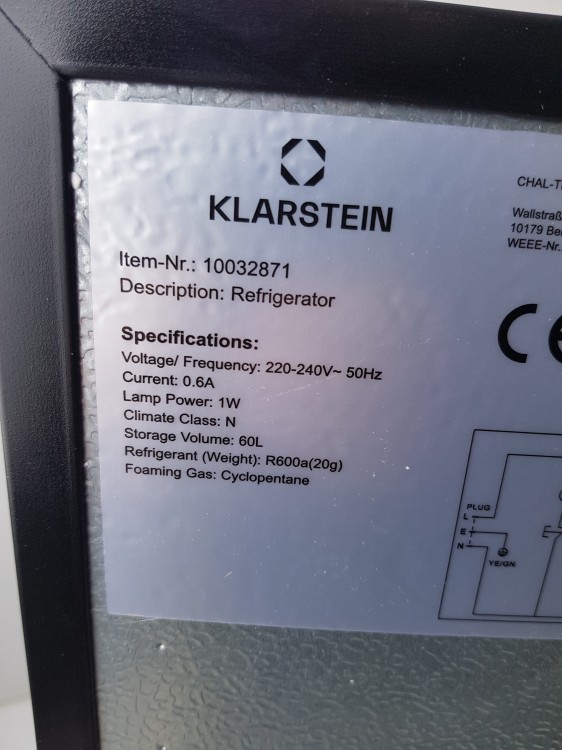 KLARSTEIN
Item-Nr.: 10032871
Description: Refrigerator
Specifications:
Voltage/ Frequency: 220-240V~ 50Hz
Current: 0.6A
Lamp Power: 1W
Climate Class: N
Storage Volume: 60L
Refrigerant (Weight): R600a(20g)
Foaming Gas: Cyclopentane
CHAL-T
Wallstraß
10179 Be
WEEE-Nr.
CE
PLUG
L
E
N
YE/GN